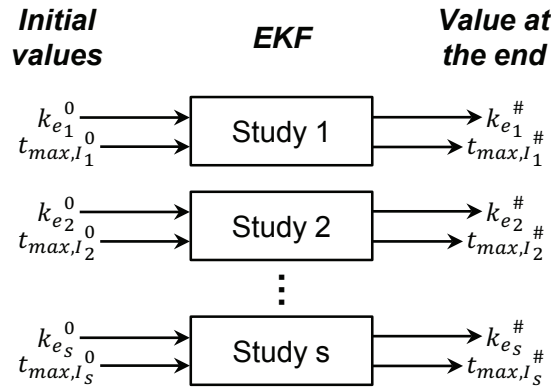 Initial values EKF Value at the end
k_{e_1}^0 k_{e_1}^#
Study 1
t_{max,I_1}^0 t_{max,I_1}^#
k_{e_2}^0 k_{e_2}^#
Study 2
t_{max,I_2}^0 t_{max,I_2}^#
⋮
k_{e_s}^0 k_{e_s}^#
Study s
t_{max,I_s}^0 t_{max,I_s}^#